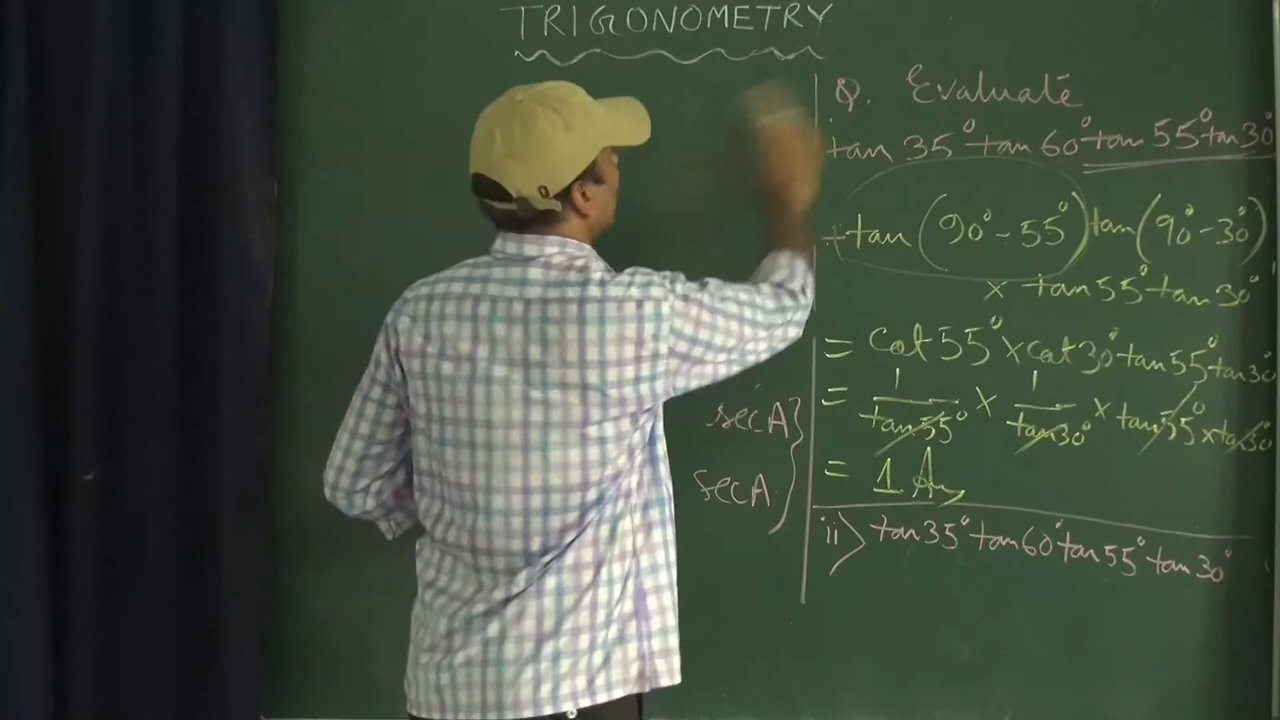 TRIGONOMETRY
Q. Evaluate
tan 35° tan 60° tan 55° tan 30°
tan (90° - 55°) tan (90° - 30°)
× tan 55° tan 30°
= cot 55° × cot 30° tan 55° tan 30°
= 1/tan 55° × 1/tan 30° × tan 55° × tan 30°
= 1 Ans
sec A }
sec A
ii) tan 35° tan 60° tan 55° tan 30°